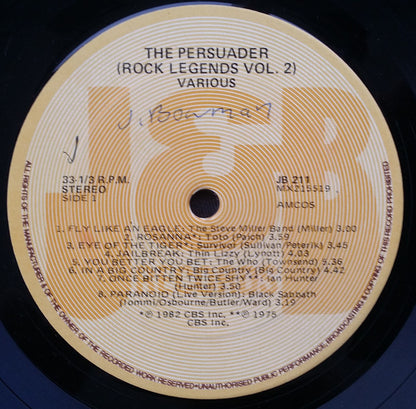 THE PERSUADER
(ROCK LEGENDS VOL. 2)
VARIOUS
J. Bowman
J&B
33-1/3 R.P.M.
STEREO
SIDE 1
JB 211
MX215519
AMCOS
1. FLY LIKE AN EAGLE: The Steve Miller Band (Miller) 3.00
2. ROSANNA*: Toto (Paich) 3.59
3. EYE OF THE TIGER*: Survivor (Sullivan/Peterik) 3.45
4. JAILBREAK: Thin Lizzy (Lynott) 4.03
5. YOU BETTER YOU BET: The Who (Townsend) 5.36
6. IN A BIG COUNTRY: Big Country (Big Country) 4.42
7. ONCE BITTEN TWICE SHY**: Ian Hunter
(Hunter) 3.50
8. PARANOID (Live Version): Black Sabbath
(Iommi/Osbourne/Butler/Ward) 3.19
*℗ 1982 CBS Inc. **℗ 1975
CBS Inc.
ALL RIGHTS OF THE MANUFACTURER & OF THE OWNER OF THE RECORDED WORK RESERVED-UNAUTHORISED PUBLIC PERFORMANCE, BROADCASTING & COPYING OF THIS RECORD PROHIBITED